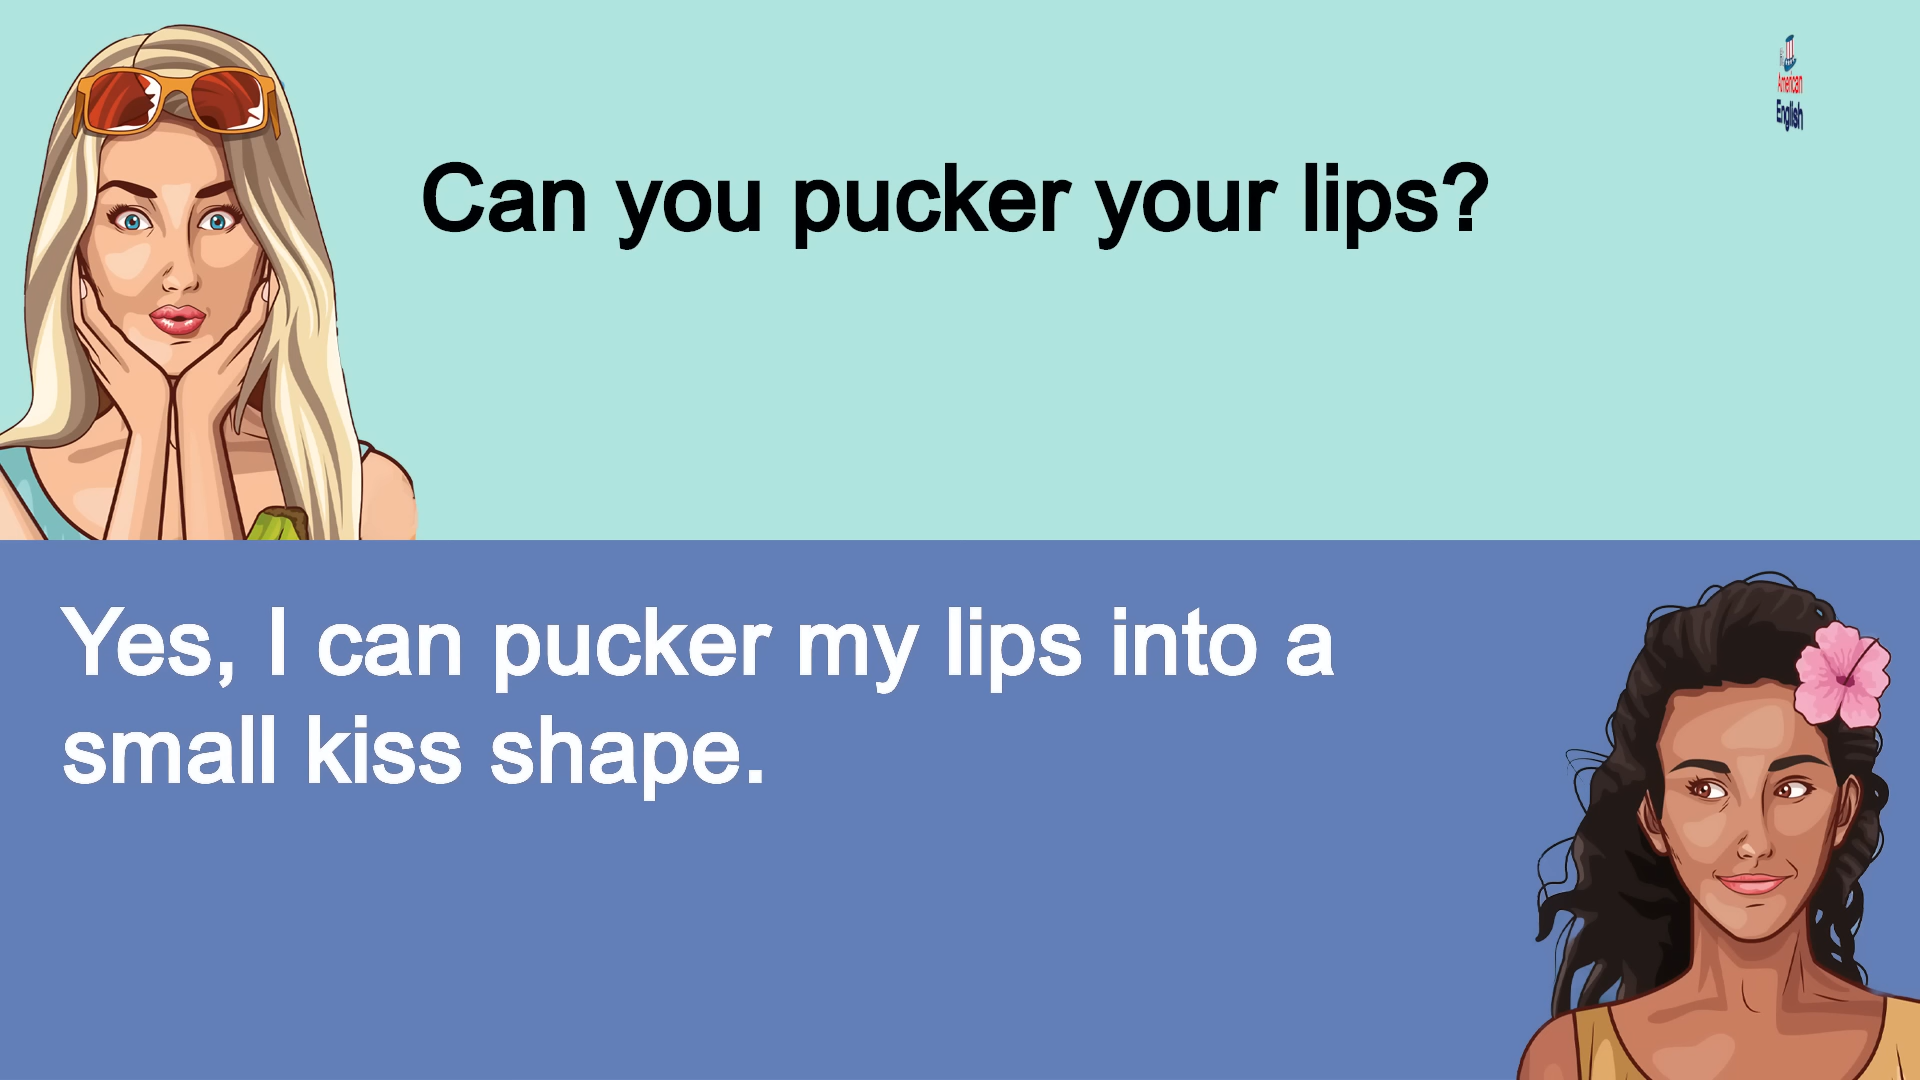 American
English
Can you pucker your lips?
Yes, I can pucker my lips into a
small kiss shape.